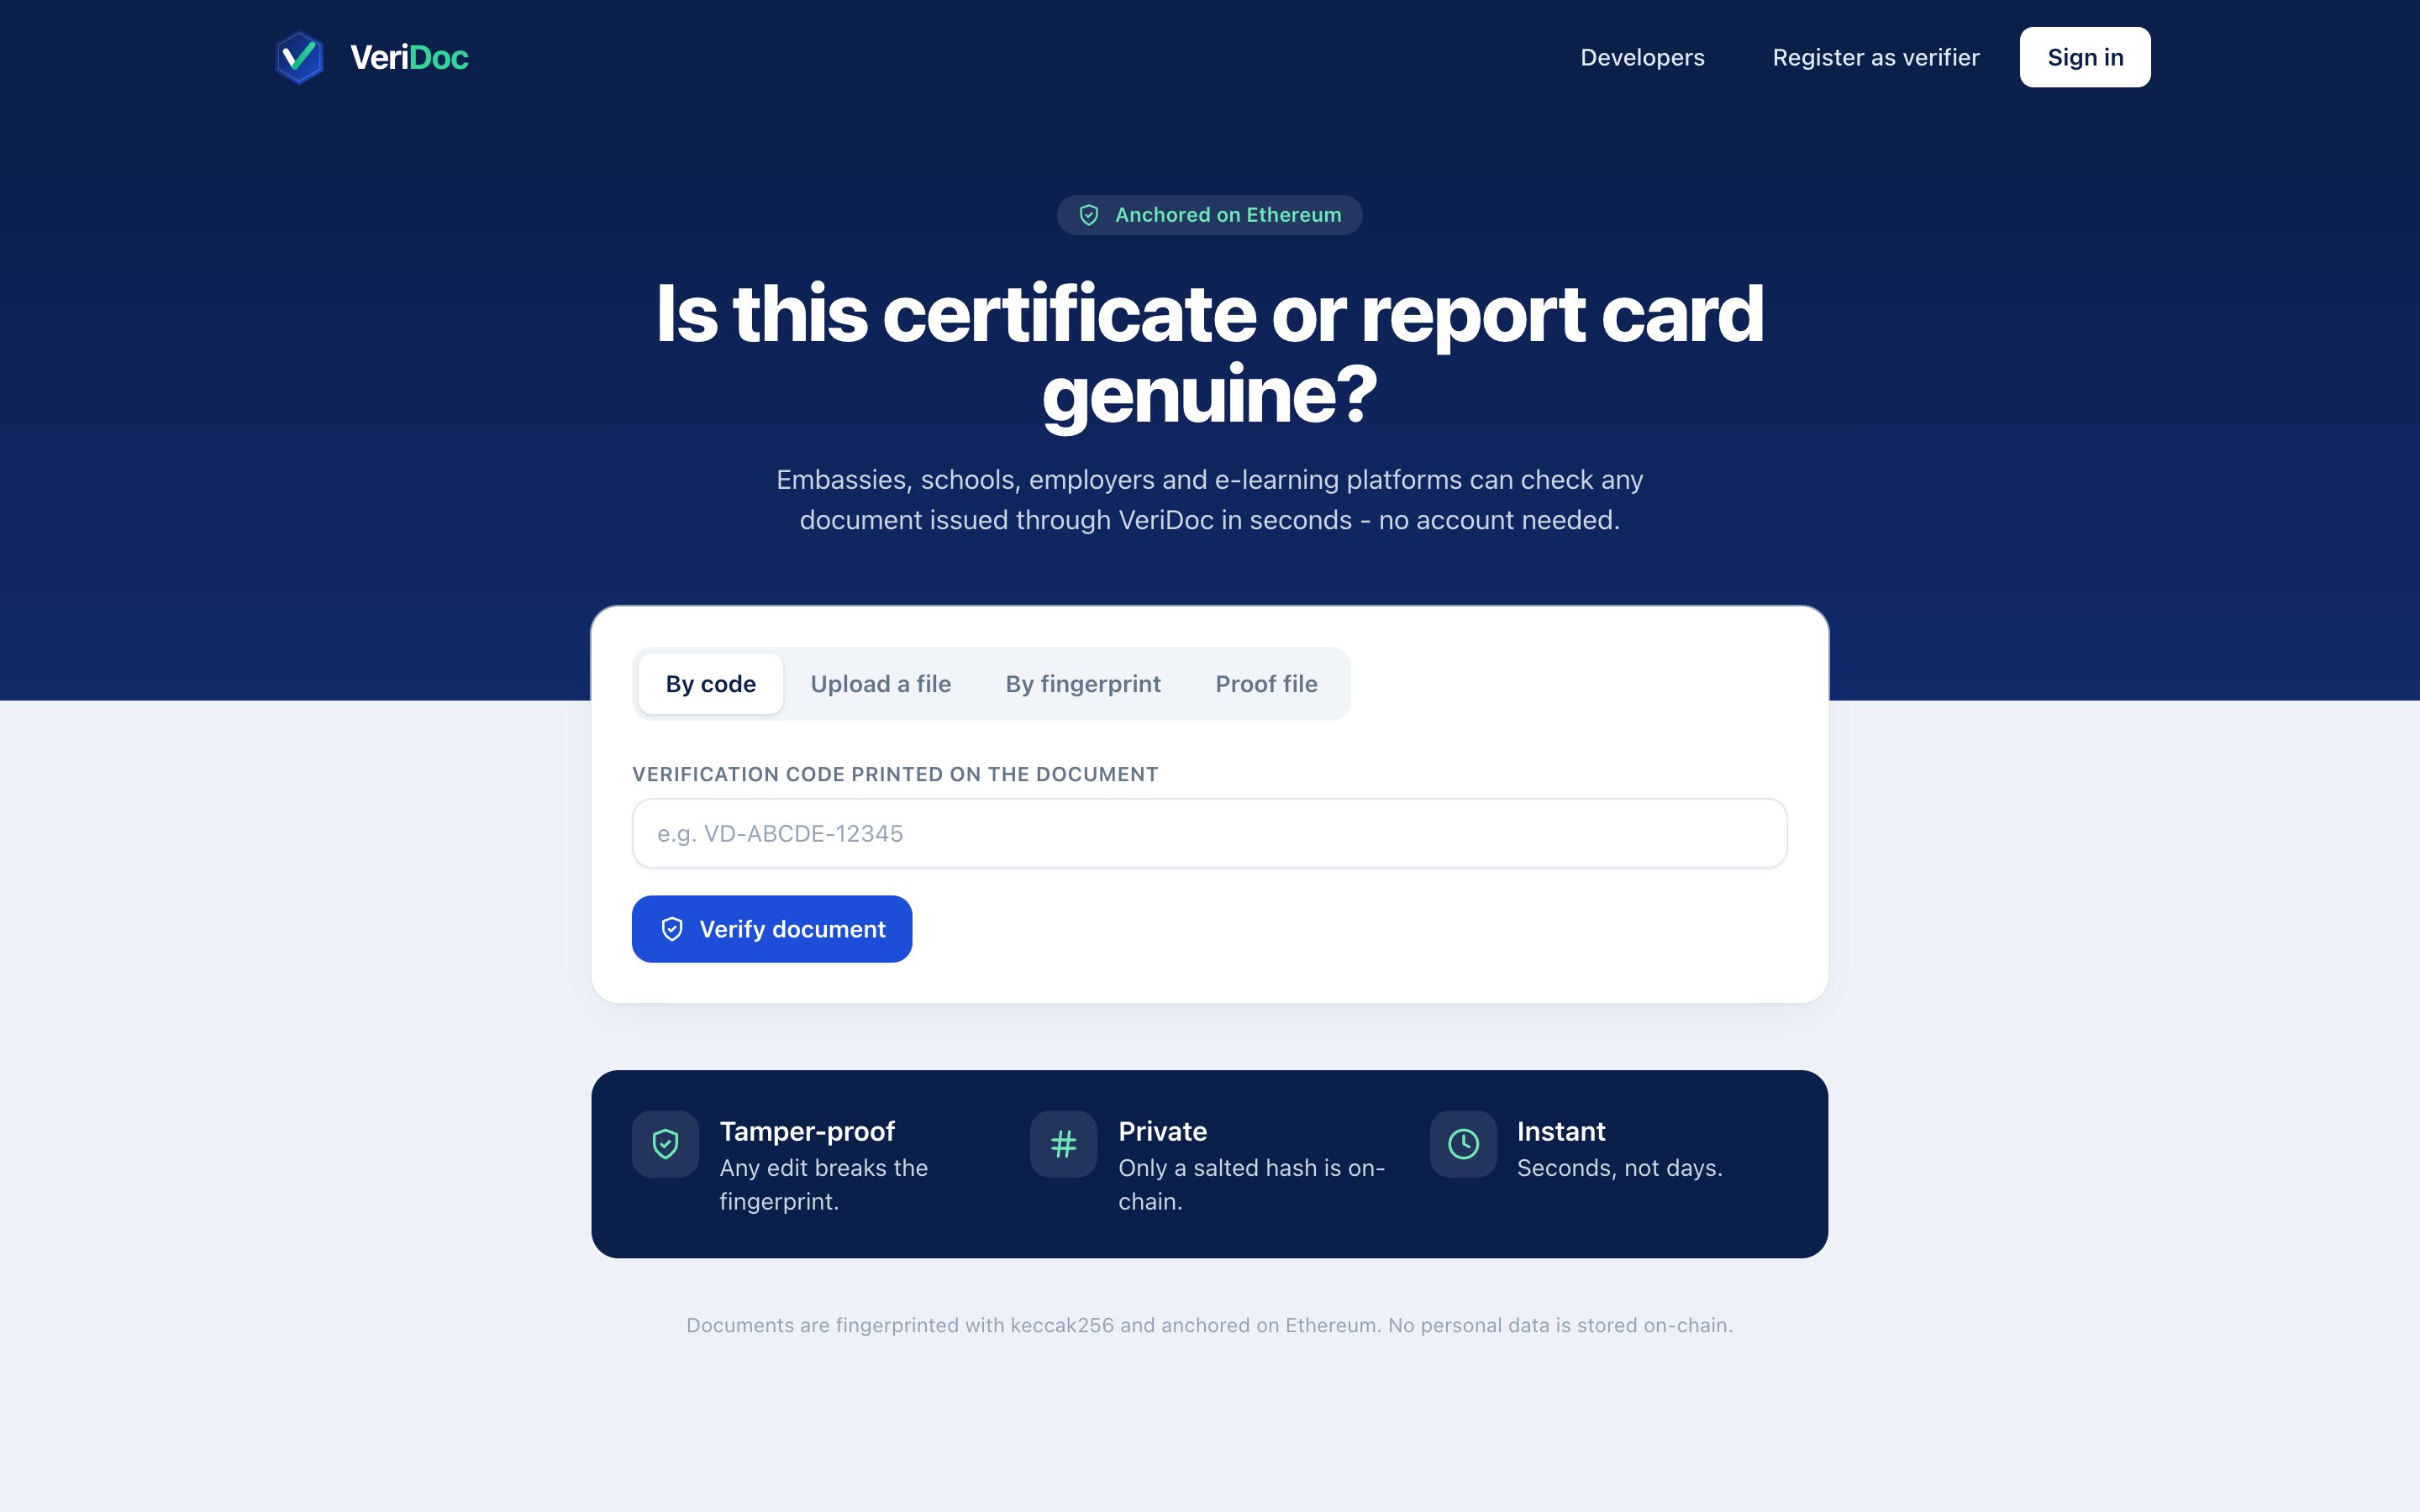 VeriDoc
Developers
Register as verifier
Sign in
Anchored on Ethereum
Is this certificate or report card
genuine?
Embassies, schools, employers and e-learning platforms can check any
document issued through VeriDoc in seconds - no account needed.
By code
Upload a file
By fingerprint
Proof file
VERIFICATION CODE PRINTED ON THE DOCUMENT
e.g. VD-ABCDE-12345
Verify document
Tamper-proof
Any edit breaks the
fingerprint.
Private
Only a salted hash is on-
chain.
Instant
Seconds, not days.
Documents are fingerprinted with keccak256 and anchored on Ethereum. No personal data is stored on-chain.